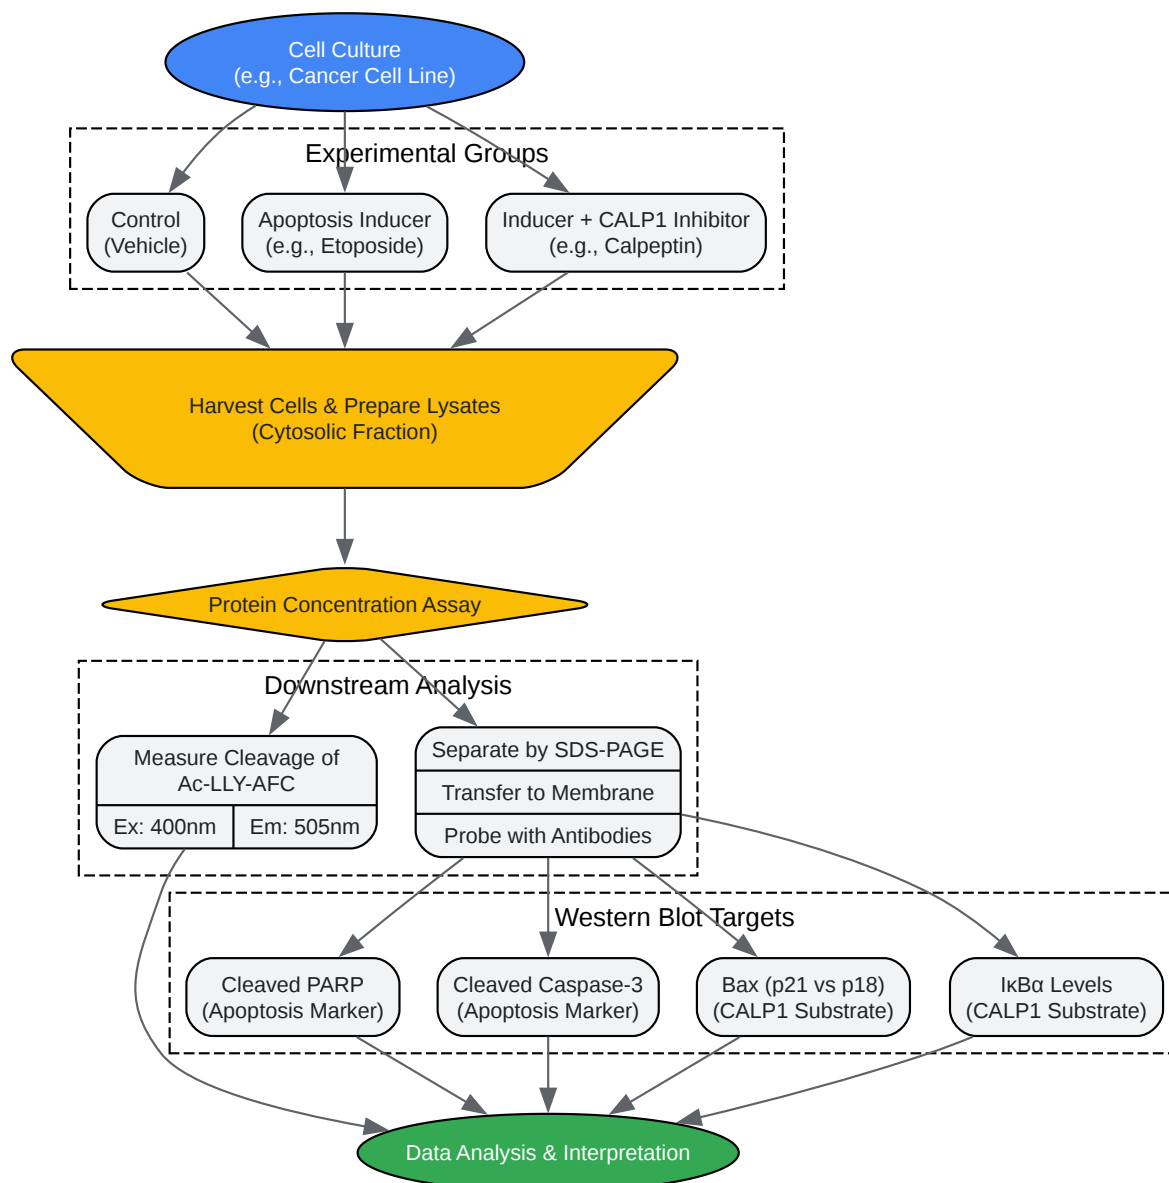 Cell Culture
(e.g., Cancer Cell Line)
Experimental Groups
Control
(Vehicle)
Apoptosis Inducer
(e.g., Etoposide)
Inducer + CALP1 Inhibitor
(e.g., Calpeptin)
Harvest Cells & Prepare Lysates
(Cytosolic Fraction)
Protein Concentration Assay
Downstream Analysis
Measure Cleavage of
Ac-LLY-AFC
Ex: 400nm
Em: 505nm
Separate by SDS-PAGE
Transfer to Membrane
Probe with Antibodies
Western Blot Targets
Cleaved PARP
(Apoptosis Marker)
Cleaved Caspase-3
(Apoptosis Marker)
Bax (p21 vs p18)
(CALP1 Substrate)
IκBα Levels
(CALP1 Substrate)
Data Analysis & Interpretation